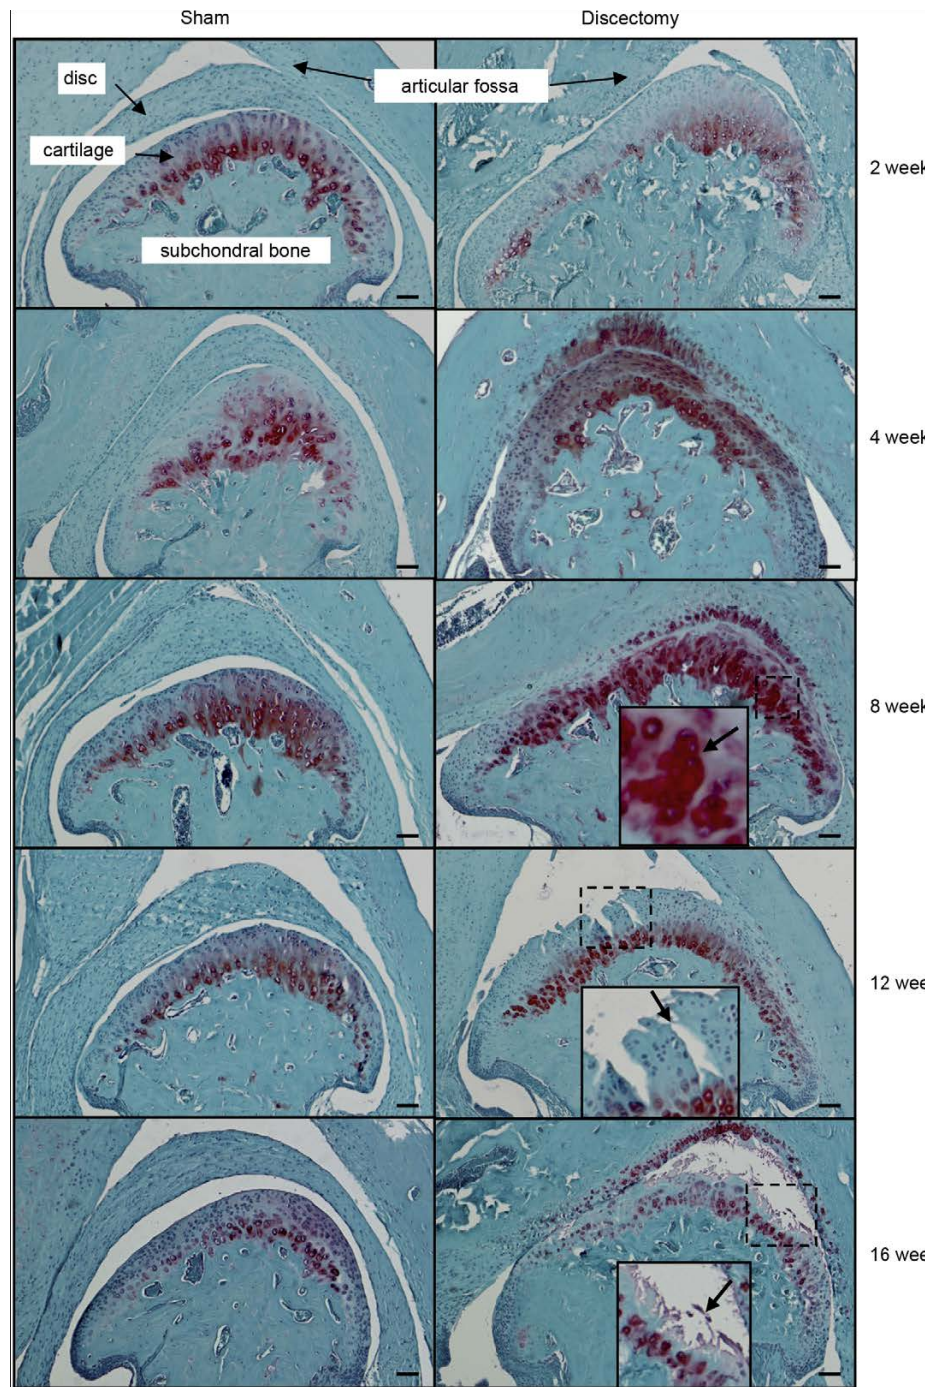 Sham
Discectomy
disc
articular fossa
cartilage
2 week
subchondral bone
4 week
8 week
12 wee
16 wee